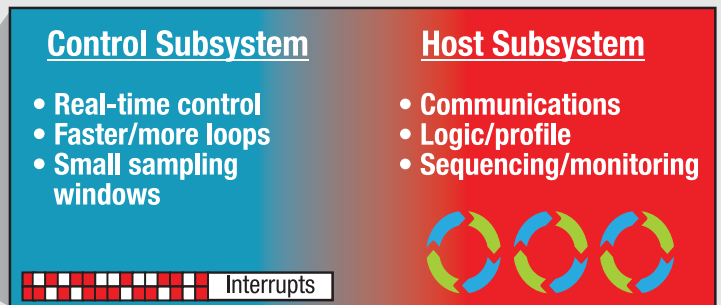 Control Subsystem
• Real-time control
• Faster/more loops
• Small sampling
windows
Interrupts
Host Subsystem
• Communications
• Logic/profile
• Sequencing/monitoring